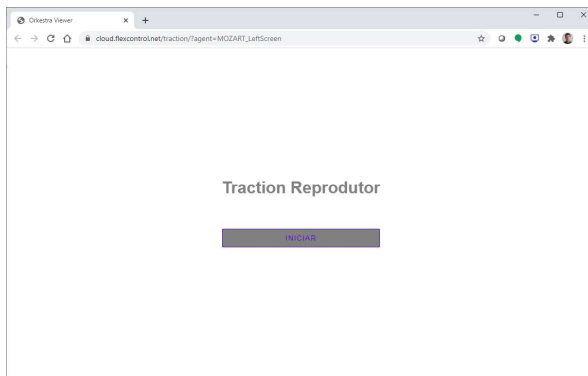 Orkestra Viewer
cloud.flexcontrol.net/traction/?agent=MOZART_LeftScreen
Traction Reprodutor
INICIAR